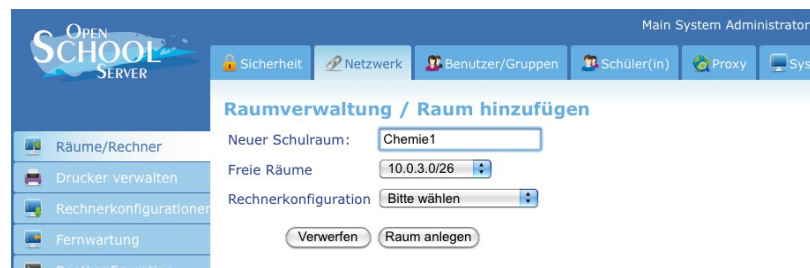 OPEN
SCHOOL
SERVER
Main System Administrator
Sicherheit
Netzwerk
Benutzer/Gruppen
Schüler(in)
Proxy
Sys
Raumverwaltung / Raum hinzufügen
Neuer Schulraum: Chemie1
Freie Räume 10.0.3.0/26
Rechnerkonfiguration Bitte wählen
Verwerfen Raum anlegen
Räume/Rechner
Drucker verwalten
Rechnerkonfigurationen
Fernwartung